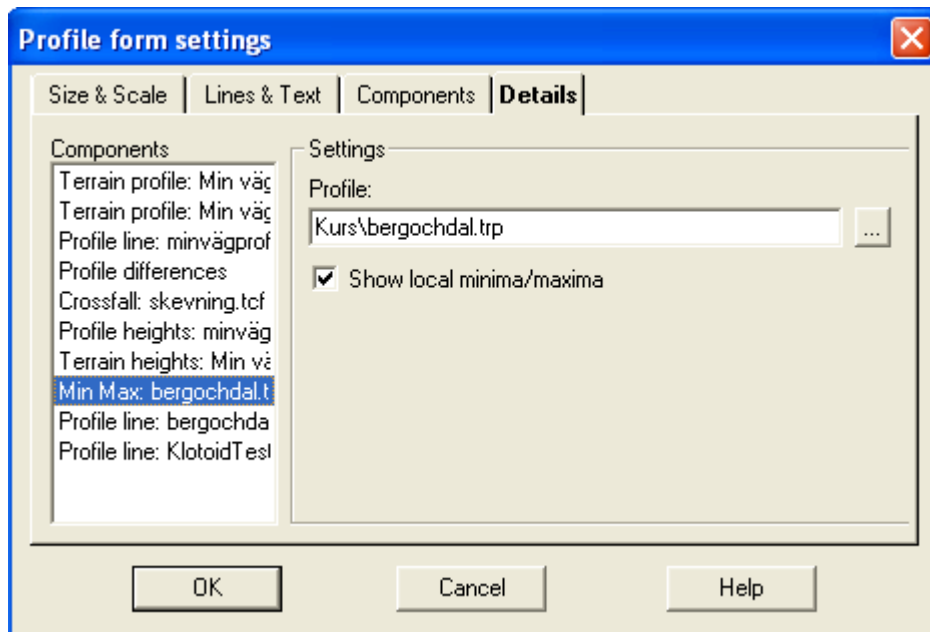 Profile form settings
Size & Scale
Lines & Text
Components
Details
Components
Terrain profile: Min väg
Terrain profile: Min väg
Profile line: minvägprof
Profile differences
Crossfall: skevning.tcf
Profile heights: minväg
Terrain heights: Min vä
Min Max: bergochdal.t
Profile line: bergochda
Profile line: KlotoidTest
Settings
Profile:
Kurs\bergochdal.trp
...
Show local minima/maxima
OK
Cancel
Help